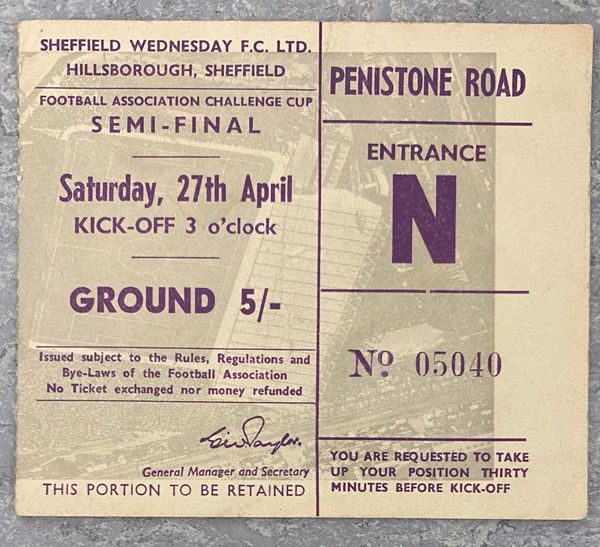 SHEFFIELD WEDNESDAY F.C. LTD.
HILLSBOROUGH, SHEFFIELD
FOOTBALL ASSOCIATION CHALLENGE CUP
SEMI-FINAL
Saturday, 27th April
KICK-OFF 3 o'clock
GROUND 5/-
Issued subject to the Rules, Regulations and
Bye-Laws of the Football Association
No Ticket exchanged nor money refunded
General Manager and Secretary
THIS PORTION TO BE RETAINED
PENISTONE ROAD
ENTRANCE
N
Nº 05040
YOU ARE REQUESTED TO TAKE
UP YOUR POSITION THIRTY
MINUTES BEFORE KICK-OFF